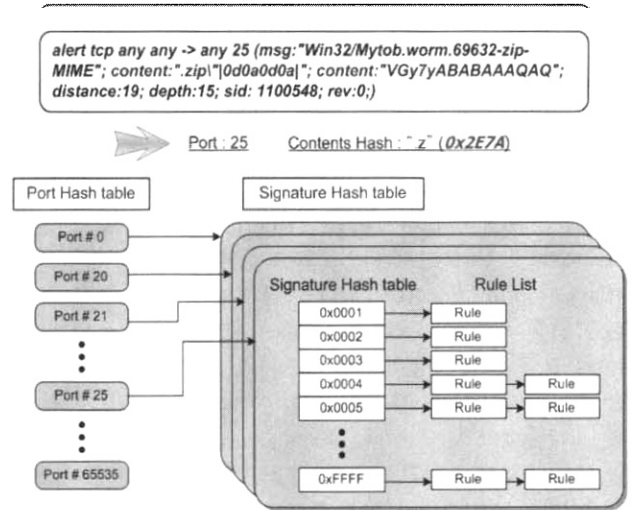 alert tcp any any -> any 25 (msg:"Win32/Mytob.worm.69632-zip-
MIME"; content:".zip\"|0d0a0d0a|"; content:"VGy7yABABAAAQAQ";
distance:19; depth:15; sid: 1100548; rev:0;)
Port : 25 Contents Hash : ".z" (0x2E7A)
Port Hash table Signature Hash table
Port # 0
Port # 20
Port # 21
Port # 25
Port # 65535
Signature Hash table Rule List
0x0001 Rule
0x0002 Rule
0x0003 Rule
0x0004 Rule Rule
0x0005 Rule Rule
0xFFFF Rule Rule